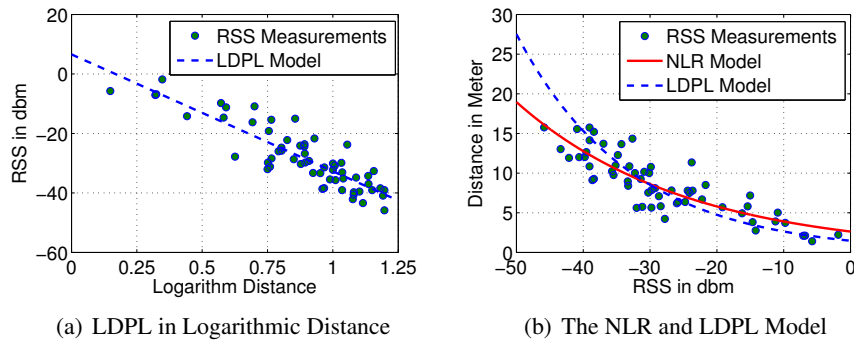 20
0
−20
−40
−60
RSS in dbm
0 0.25 0.5 0.75 1 1.25
Logarithm Distance
RSS Measurements
LDPL Model
(a) LDPL in Logarithmic Distance
30
25
20
15
10
5
0
Distance in Meter
−50 −40 −30 −20 −10 0
RSS in dbm
RSS Measurements
NLR Model
LDPL Model
(b) The NLR and LDPL Model